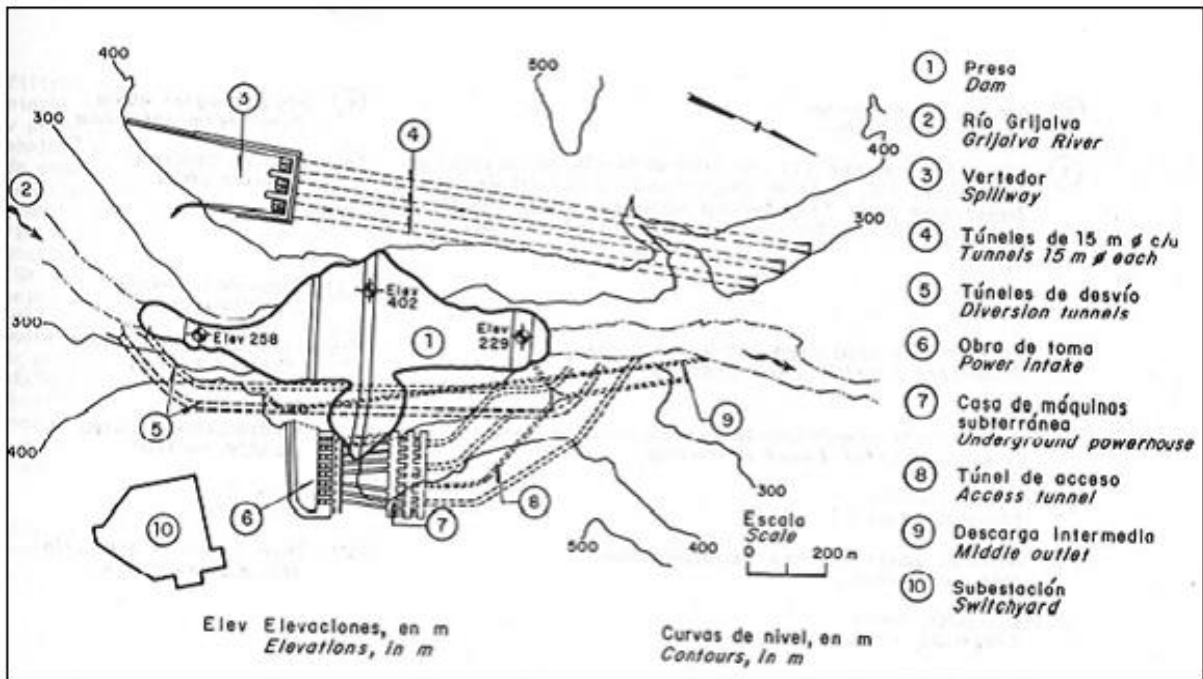 400
300
2
3
4
500
400
300
Elev
402
Elev 258
1
Elev
229
300
400
5
6
7
8
9
10
300
500
400
Escala
Scale
0 200 m
Elev Elevaciones, en m
Elevations, in m
Curvas de nivel, en m
Contours, in m
1 Presa
Dam
2 Río Grijalva
Grijalva River
3 Vertedor
Spillway
4 Túneles de 15 m ø c/u
Tunnels 15 m ø each
5 Túneles de desvío
Diversion tunnels
6 Obra de toma
Power Intake
7 Casa de máquinas
subterránea
Underground powerhouse
8 Túnel de acceso
Access tunnel
9 Descarga Intermedia
Middle outlet
10 Subestación
Switchyard